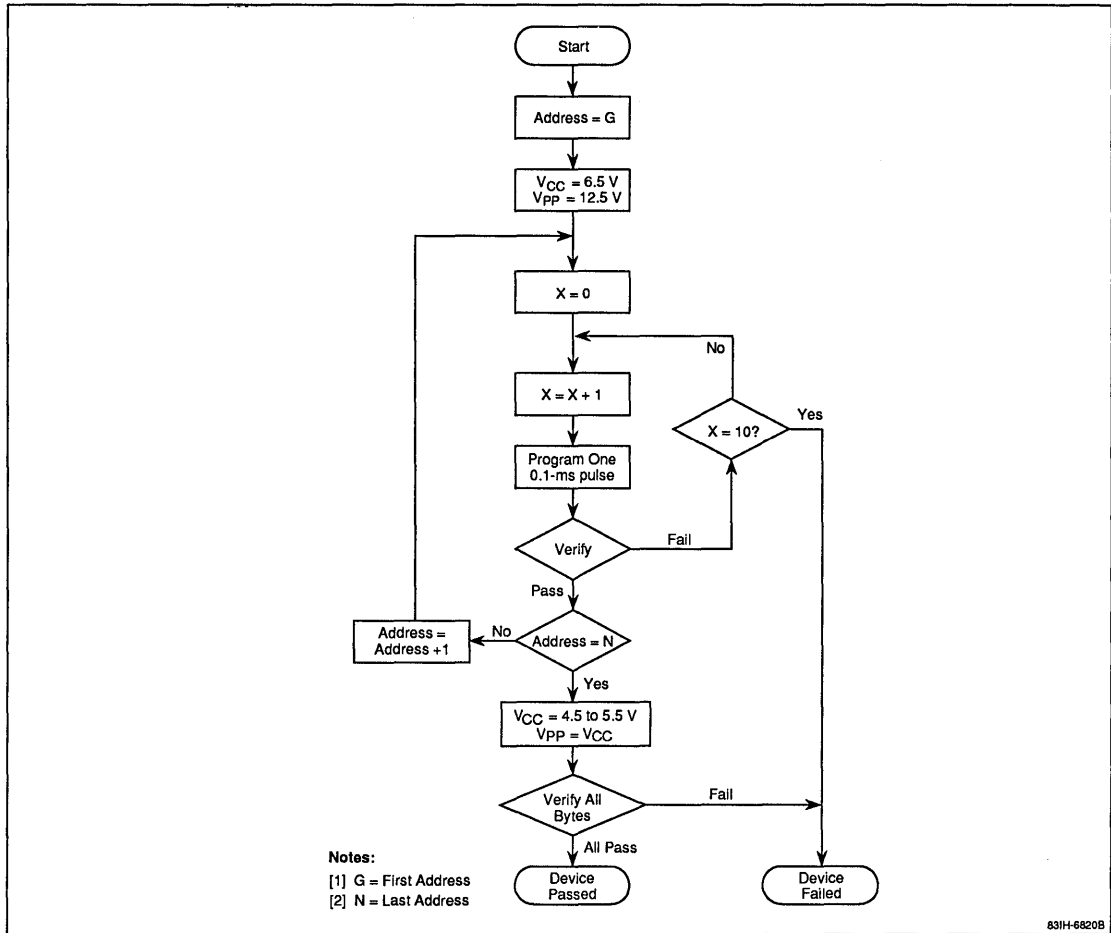 Start
Address = G
VCC = 6.5 V
VPP = 12.5 V
X = 0
No
X = X + 1
X = 10?
Yes
Program One
0.1-ms pulse
Verify
Fail
Pass
Address =
Address +1
No
Address = N
Yes
VCC = 4.5 to 5.5 V
VPP = VCC
Verify All
Bytes
Fail
All Pass
Device
Passed
Device
Failed
Notes:
[1] G = First Address
[2] N = Last Address
831H-6820B